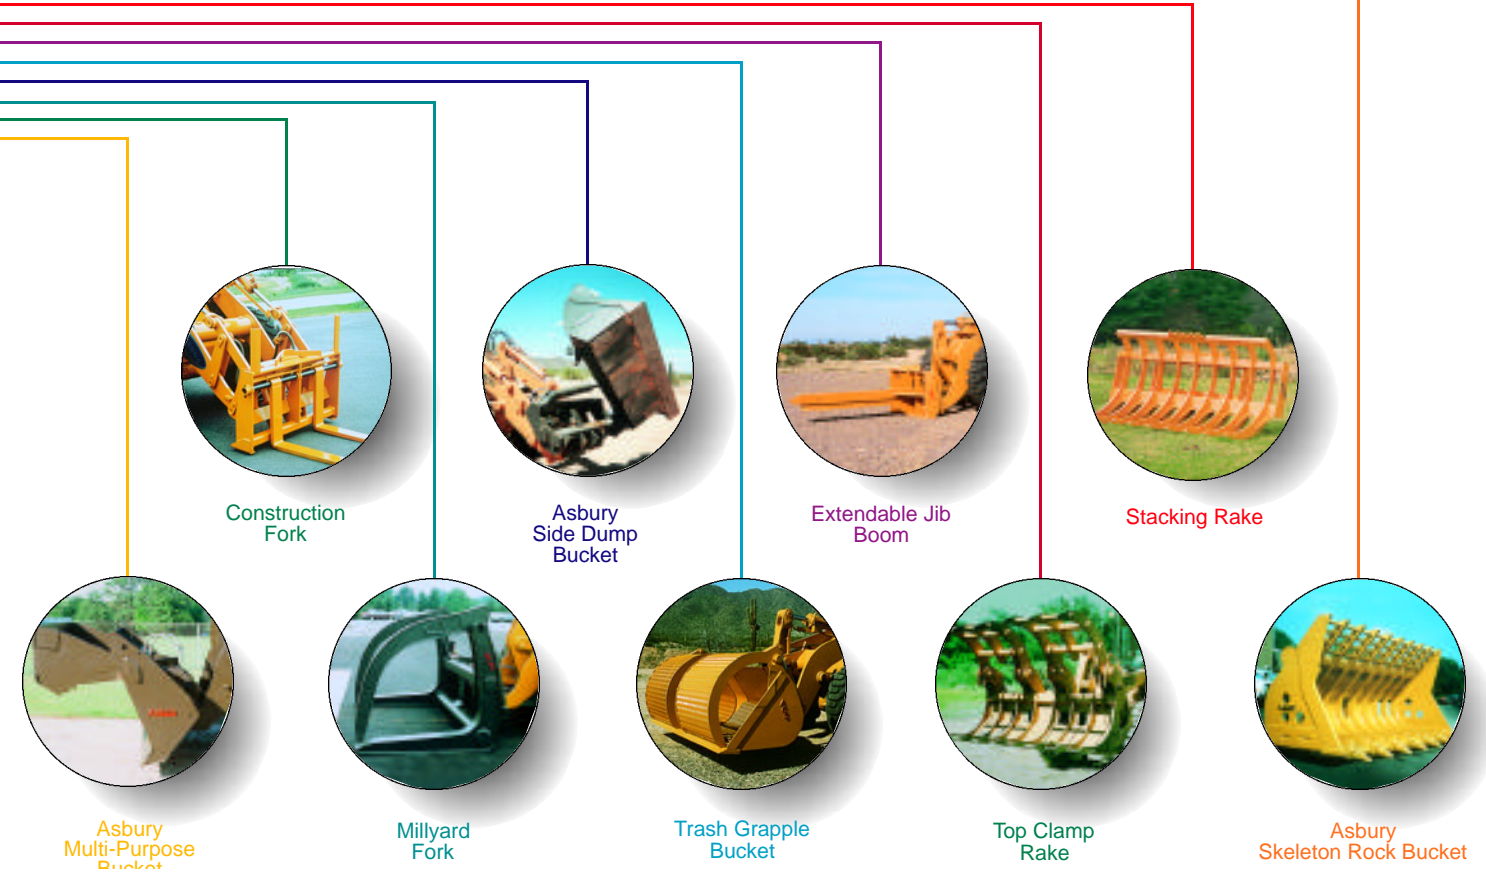 Construction
Fork
Asbury
Side Dump
Bucket
Extendable Jib
Boom
Stacking Rake
Asbury
Multi-Purpose
Bucket
Millyard
Fork
Trash Grapple
Bucket
Top Clamp
Rake
Asbury
Skeleton Rock Bucket